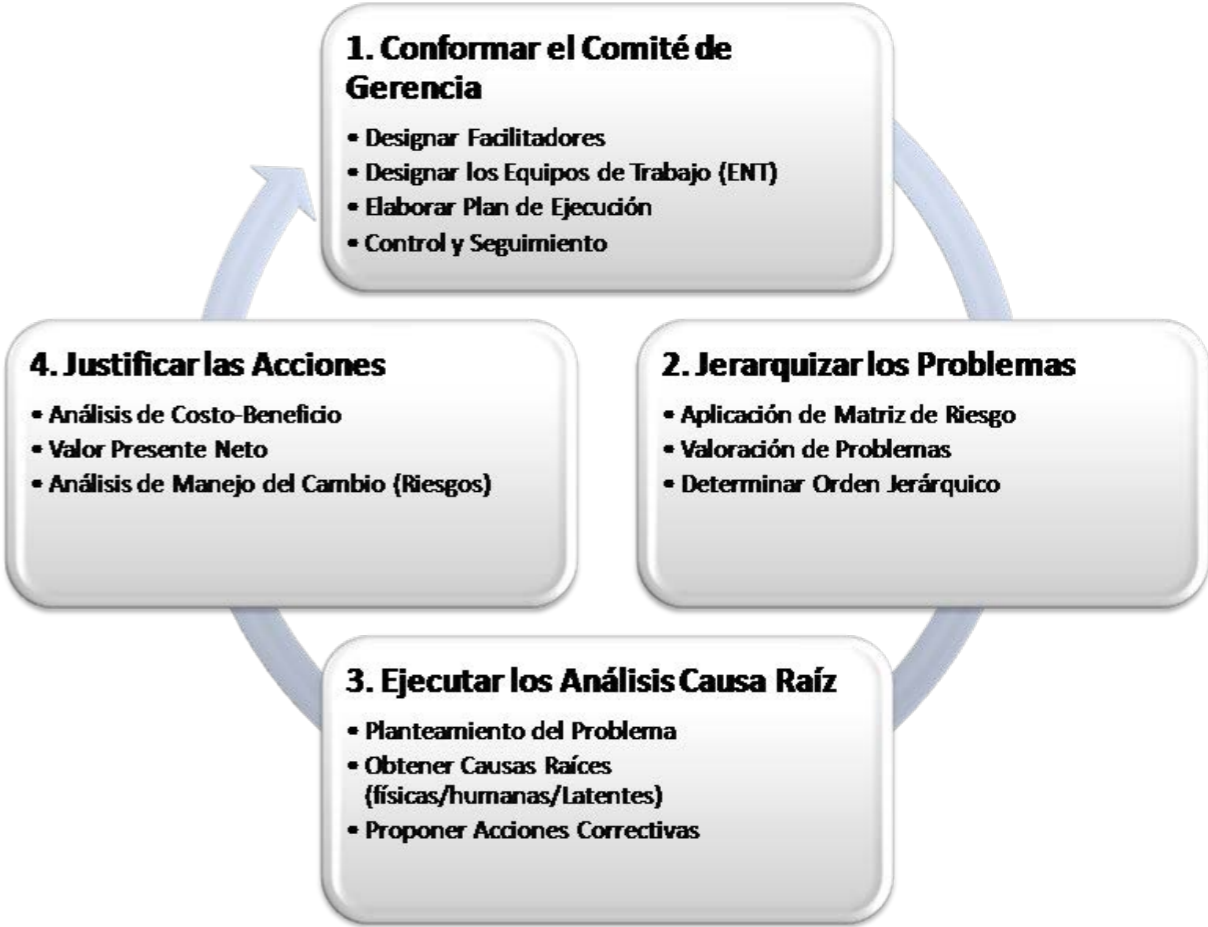 1. Conformar el Comité de
Gerencia
• Designar Facilitadores
• Designar los Equipos de Trabajo (ENT)
• Elaborar Plan de Ejecución
• Control y Seguimiento
2. Jerarquizar los Problemas
• Aplicación de Matriz de Riesgo
• Valoración de Problemas
• Determinar Orden Jerárquico
3. Ejecutar los Análisis Causa Raíz
• Planteamiento del Problema
• Obtener Causas Raíces
(físicas/humanas/Latentes)
• Proponer Acciones Correctivas
4. Justificar las Acciones
• Análisis de Costo-Beneficio
• Valor Presente Neto
• Análisis de Manejo del Cambio (Riesgos)